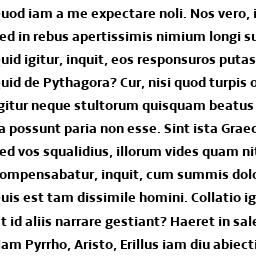 uod iam a me expectare noli. Nos vero, i
ed in rebus apertissimis nimium longi su
uid igitur, inquit, eos responsuros putas
uid de Pythagora? Cur, nisi quod turpis o
gitur neque stultorum quisquam beatus
a possunt paria non esse. Sint ista Graec
ed vos squalidius, illorum vides quam nit
ompensabatur, inquit, cum summis dolo
uis est tam dissimile homini. Collatio ig
t id aliis narrare gestiant? Haeret in sale
am Pyrrho, Aristo, Erillus iam diu abiecti